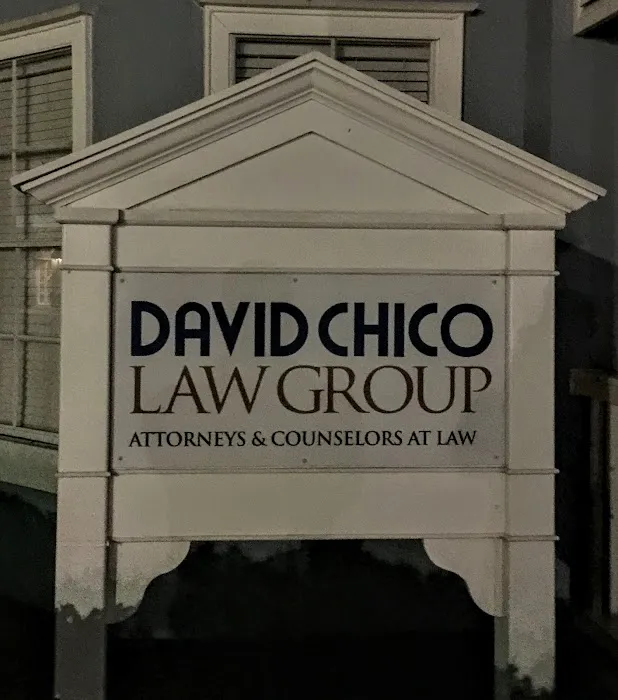 DAVID CHICO
LAW GROUP
ATTORNEYS & COUNSELORS AT LAW